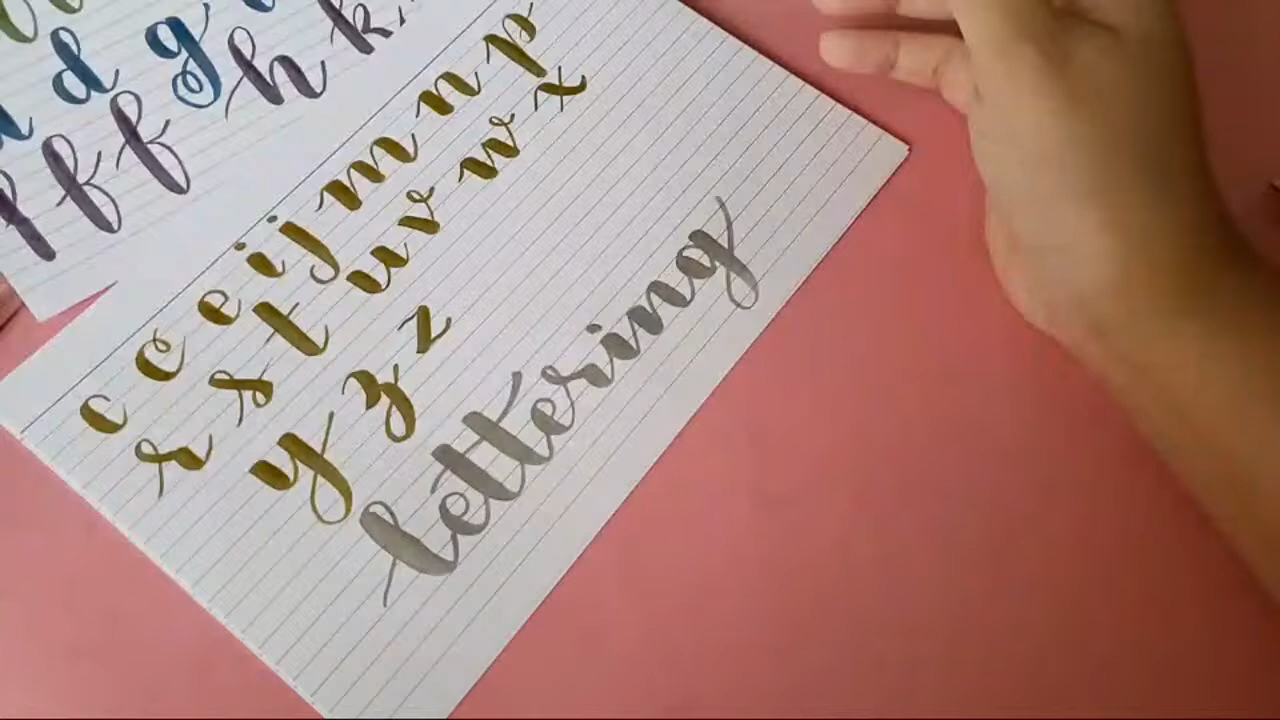 d g
f f h k
c c e i j m n p
r s t u v w x
y z z
lettering